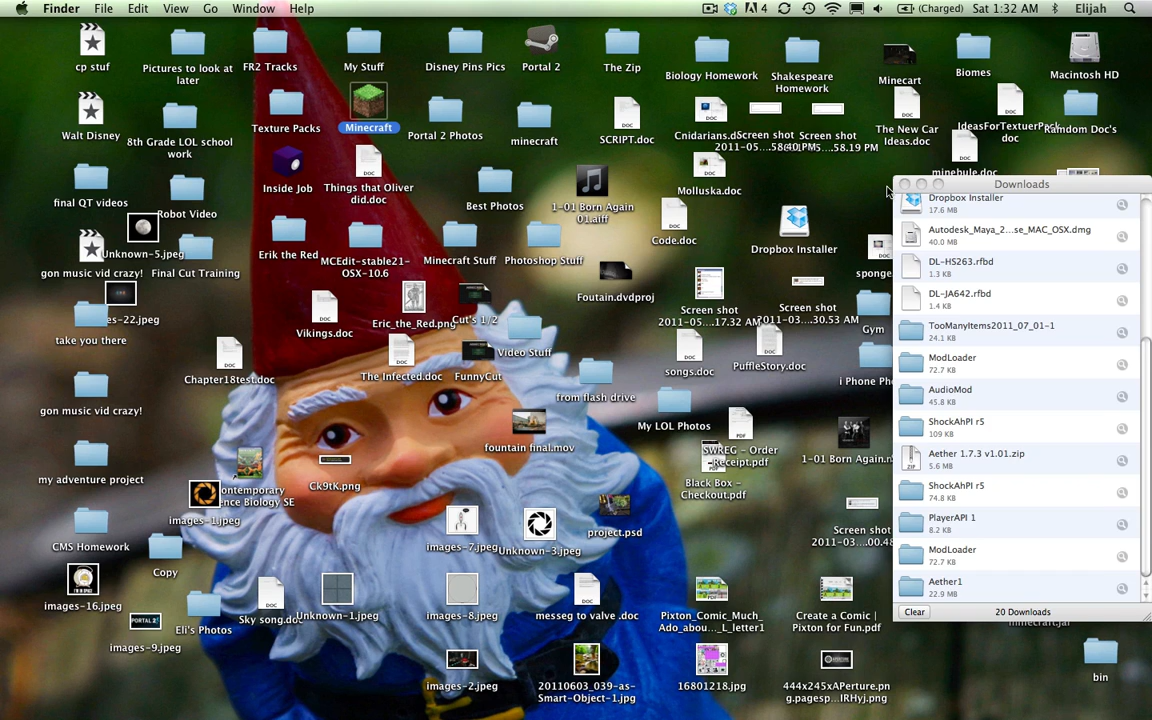 Finder File Edit View Go Window Help
4 (Charged) Sat 1:32 AM Elijah
cp stuf
Pictures to look at
later
FR2 Tracks
My Stuff
Disney Pins Pics
Portal 2
The Zip
Biology Homework
Shakespeare
Homework
Minecart
Biomes
Macintosh HD
Walt Disney
8th Grade LOL school
work
Texture Packs
Minecraft
Portal 2 Photos
minecraft
SCRIPT.doc
Cnidarians.d
Screen shot
2011-05....58.40 PM
Screen shot
....58.19 PM
The New Car
Ideas.doc
IdeasForTextuerPack.
Ramdom Doc's
minebule.doc
final QT videos
Robot Video
Inside Job
Things that Oliver
did.doc
Best Photos
1-01 Born Again
01.aiff
Molluska.doc
Code.doc
Dropbox Installer
sponge
Unknown-5.jpeg
gon music vid crazy!
Final Cut Training
Erik the Red
MCEdit-stable21-
OSX-10.6
Minecraft Stuff
Photoshop Stuff
Foutain.dvdproj
Screen shot
2011-05....17.32 AM
Screen shot
2011-03....30.53 AM
Gym
es-22.jpeg
take you there
Vikings.doc
Eric_the_Red.png
Cut's 1/2
Video Stuff
songs.doc
PuffleStory.doc
i Phone Pho
Chapter18test.doc
The Infected.doc
FunnyCut
from flash drive
gon music vid crazy!
My LOL Photos
fountain final.mov
SWREG – Order
Receipt.pdf
1-01 Born Again.m
my adventure project
Ck9tK.png
Black Box –
Checkout.pdf
ontemporary
nce Biology SE
images-1.jpeg
CMS Homework
Copy
images-7.jpeg
Unknown-3.jpeg
project.psd
Screen shot
2011-03....00.48
images-16.jpeg
Eli's Photos
Sky song.doc
Unknown-1.jpeg
images-8.jpeg
messeg to valve .doc
Pixton_Comic_Much_
Ado_abou..._L_letter1
Create a Comic |
Pixton for Fun.pdf
minecraft.jar
PORTAL 2
images-9.jpeg
images-2.jpeg
20110603_039-as-
Smart-Object-1.jpg
16801218.jpg
444x245xAPerture.pn
g.pagesp...IRHyj.png
bin
Downloads
Dropbox Installer
17.6 MB
Autodesk_Maya_2...se_MAC_OSX.dmg
40.0 MB
DL-HS263.rfbd
1.3 KB
DL-JA642.rfbd
1.4 KB
TooManyItems2011_07_01-1
24.1 KB
ModLoader
72.7 KB
AudioMod
45.8 KB
ShockAhPI r5
109 KB
Aether 1.7.3 v1.01.zip
5.6 MB
ShockAhPI r5
74.8 KB
PlayerAPI 1
8.2 KB
ModLoader
72.7 KB
Aether1
22.9 MB
Clear
20 Downloads